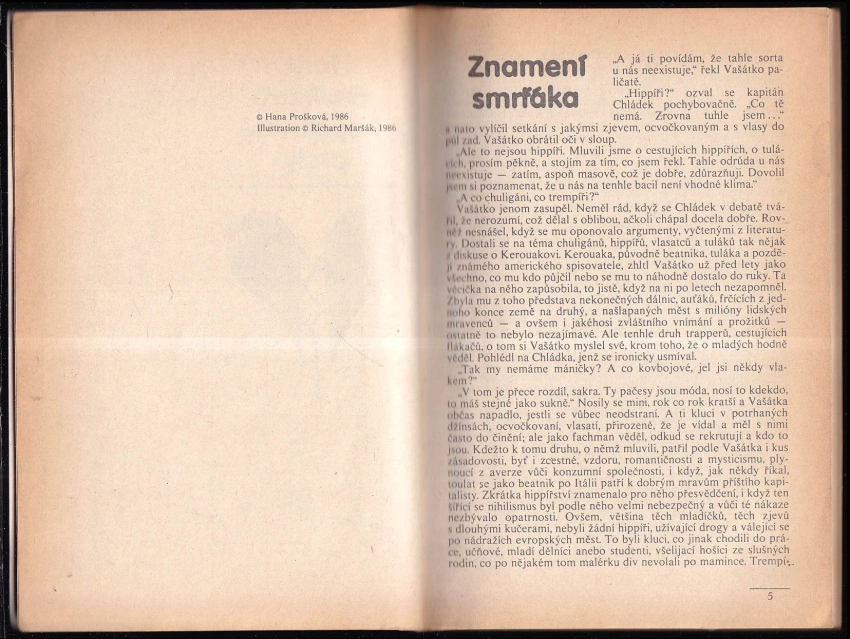 © Hana Prošková, 1986
Illustration © Richard Maršák, 1986
Znamení
smrťáka
„A já ti povídám, že tahle sorta
u nás neexistuje,“ řekl Vašátko pa-
ličatě.
„Hippíři?“ ozval se kapitán
Chládek pochybovačně. „Co tě
nemá. Zrovna tuhle jsem...“
a nato vylíčil setkání s jakýmsi zjevem, ocvočkovaným a s vlasy do
půl zad. Vašátko obrátil oči v sloup.
„Ale to nejsou hippíři. Mluvili jsme o cestujících hippířích, o tulá-
cích, prosím pěkně, a stojím za tím, co jsem řekl. Tahle odrůda u nás
neexistuje — zatím, aspoň masově, což je dobře, zdůrazňuji. Dovolil
jsem si poznamenat, že u nás na tenhle bacil není vhodné klíma.“
„A co chuligáni, co trempíři?“
Vašátko jenom zasupěl. Neměl rád, když se Chládek v debatě tvá-
řil, že nerozumí, což dělal s oblibou, ačkoli chápal docela dobře. Rov-
něž nesnášel, když se mu oponovalo argumenty, vyčtenými z literatu-
ry. Dostali se na téma chuligánů, hippířů, vlasatců a tuláků tak nějak
z diskuse o Kerouakovi. Kerouaka, původně beatnika, tuláka a pozdě-
ji známého amerického spisovatele, zhltl Vašátko už před lety jako
všechno, co mu kdo půjčil nebo se mu to náhodně dostalo do ruky. Ta
věcička na něho zapůsobila, to jistě, když na ni po letech nezapomněl.
Zbyla mu z toho představa nekonečných dálnic, auťáků, frčících z jed-
noho konce země na druhý, a našlapaných měst s milióny lidských
mravenců — a ovšem i jakéhosi zvláštního vnímání a prožitků —
ostatně to nebylo nezajímavé. Ale tenhle druh trapperů, cestujících
flákačů, o tom si Vašátko myslel své, krom toho, že o mladých hodně
věděl. Pohlédl na Chládka, jenž se ironicky usmíval.
„Tak my nemáme máničky? A co kovbojové, jel jsi někdy vla-
kem?“
„V tom je přece rozdíl, sakra. Ty pačesy jsou móda, nosí to kdekdo,
to máš stejné jako sukně.“ Nosily se mini, rok co rok kratší a Vašátka
občas napadlo, jestli se vůbec neodstraní. A ti kluci v potrhaných
džínsách, ocvočkovaní, vlasatí, přirozeně, že je vídal a měl s nimi
často do činění; ale jako fachman věděl, odkud se rekrutují a kdo to
jsou. Kdežto k tomu druhu, o němž mluvili, patřil podle Vašátka i kus
zásadovosti, byť i zcestné, vzdoru, romantičnosti a mysticismu, ply-
noucí z averze vůči konzumní společnosti, i když, jak někdy říkal,
toulat se jako beatnik po Itálii patří k dobrým mravům příštího kapi-
talisty. Zkrátka hippířství znamenalo pro něho přesvědčení, i když ten
šířící se nihilismus byl podle něho velmi nebezpečný a vůči té nákaze
nezbývalo opatrnosti. Ovšem, většina těch mladíčků, těch zjevů
s dlouhými kučerami, nebyli žádní hippíři, užívající drogy a válející se
po nádražích evropských měst. To byli kluci, co jinak chodili do prá-
ce, učňové, mladí dělníci anebo studenti, všelijací hošíci ze slušných
rodin, co po nějakém tom malérku div nevolali po mamince. Trempí-
5